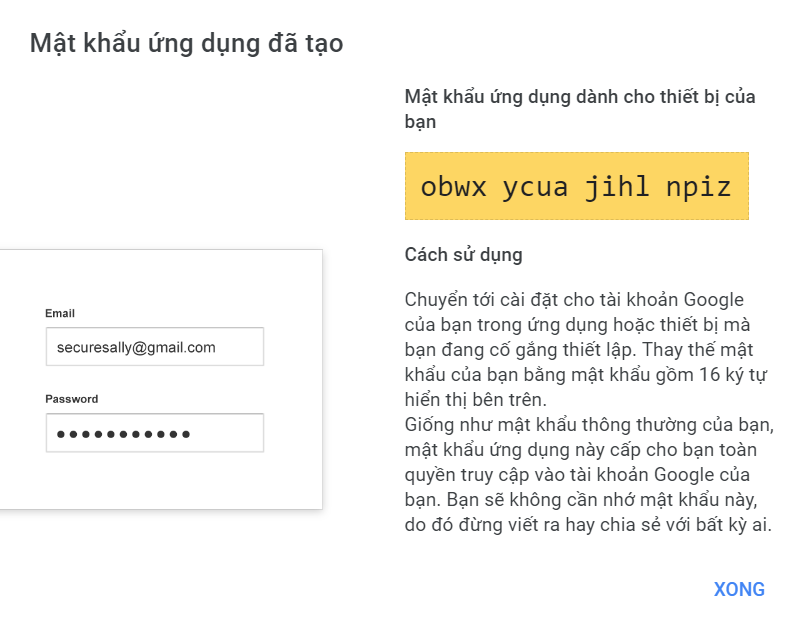 Mật khẩu ứng dụng đã tạo
Email
securesally@gmail.com
Password
Mật khẩu ứng dụng dành cho thiết bị của
bạn
obwx ycua jihl npiz
Cách sử dụng
Chuyển tới cài đặt cho tài khoản Google
của bạn trong ứng dụng hoặc thiết bị mà
bạn đang cố gắng thiết lập. Thay thế mật
khẩu của bạn bằng mật khẩu gồm 16 ký tự
hiển thị bên trên.
Giống như mật khẩu thông thường của bạn,
mật khẩu ứng dụng này cấp cho bạn toàn
quyền truy cập vào tài khoản Google của
bạn. Bạn sẽ không cần nhớ mật khẩu này,
do đó đừng viết ra hay chia sẻ với bất kỳ ai.
XONG